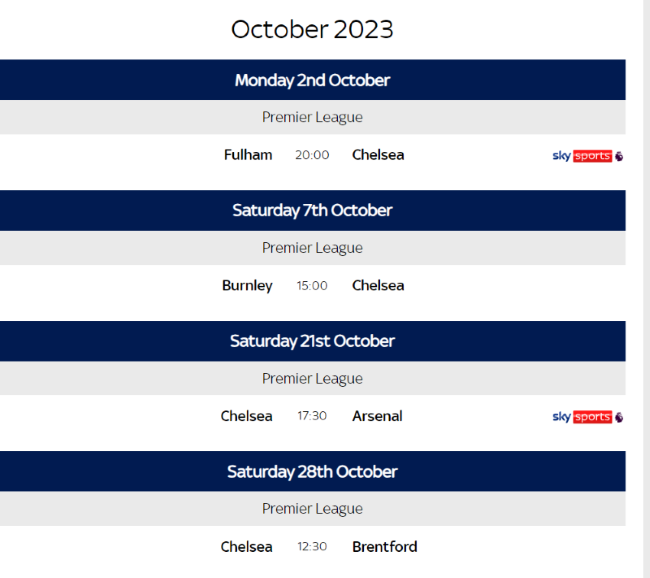 October 2023
Monday 2nd October
Premier League
Fulham 20:00 Chelsea sky sports
Saturday 7th October
Premier League
Burnley 15:00 Chelsea
Saturday 21st October
Premier League
Chelsea 17:30 Arsenal sky sports
Saturday 28th October
Premier League
Chelsea 12:30 Brentford